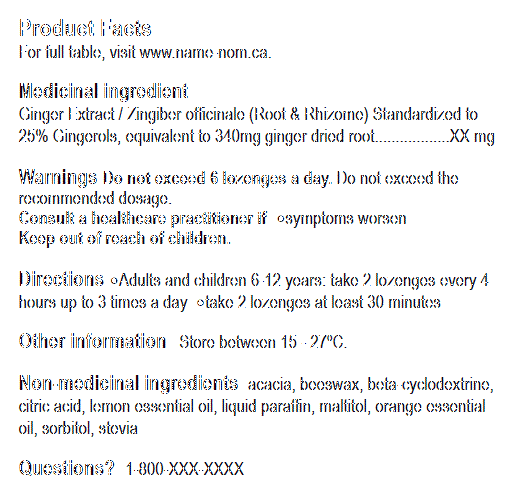 Product Facts
For full table, visit www.name-nom.ca.
Medicinal ingredient
Ginger Extract / Zingiber officinale (Root & Rhizome) Standardized to
25% Gingerols, equivalent to 340mg ginger dried root..................XX mg
Warnings Do not exceed 6 lozenges a day. Do not exceed the
recommended dosage.
Consult a healthcare practitioner if ○symptoms worsen
Keep out of reach of children.
Directions ○Adults and children 6-12 years: take 2 lozenges every 4
hours up to 3 times a day ○take 2 lozenges at least 30 minutes
Other information Store between 15 - 27ºC.
Non-medicinal ingredients acacia, beeswax, beta-cyclodextrine,
citric acid, lemon essential oil, liquid paraffin, maltitol, orange essential
oil, sorbitol, stevia
Questions? 1-800-XXX-XXXX